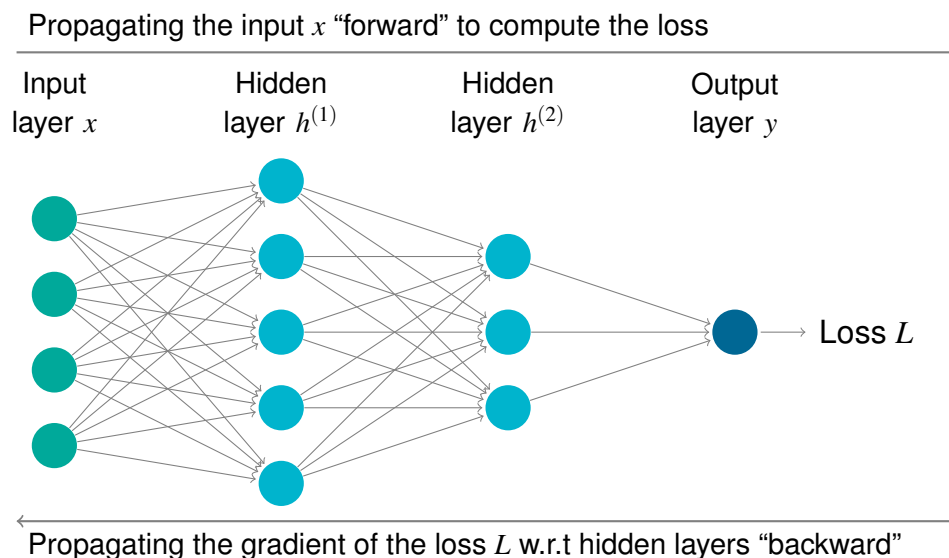 Propagating the input x “forward” to compute the loss
Input layer x
Hidden layer h⁽¹⁾
Hidden layer h⁽²⁾
Output layer y
Loss L
Propagating the gradient of the loss L w.r.t hidden layers “backward”